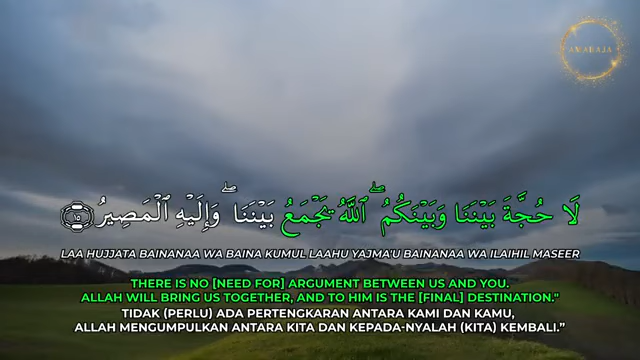 AMABAJA
لَا حُجَّةَ بَيْنَنَا وَبَيْنَكُمُ ۖ ٱللَّهُ يَجْمَعُ بَيْنَنَا ۖ وَإِلَيْهِ ٱلْمَصِيرُ ١٥
LAA HUJJATA BAINANAA WA BAINA KUMUL LAAHU YAJMA'U BAINANAA WA ILAIHIL MASEER
THERE IS NO [NEED FOR] ARGUMENT BETWEEN US AND YOU.
ALLAH WILL BRING US TOGETHER, AND TO HIM IS THE [FINAL] DESTINATION."
TIDAK (PERLU) ADA PERTENGKARAN ANTARA KAMI DAN KAMU,
ALLAH MENGUMPULKAN ANTARA KITA DAN KEPADA-NYALAH (KITA) KEMBALI.”